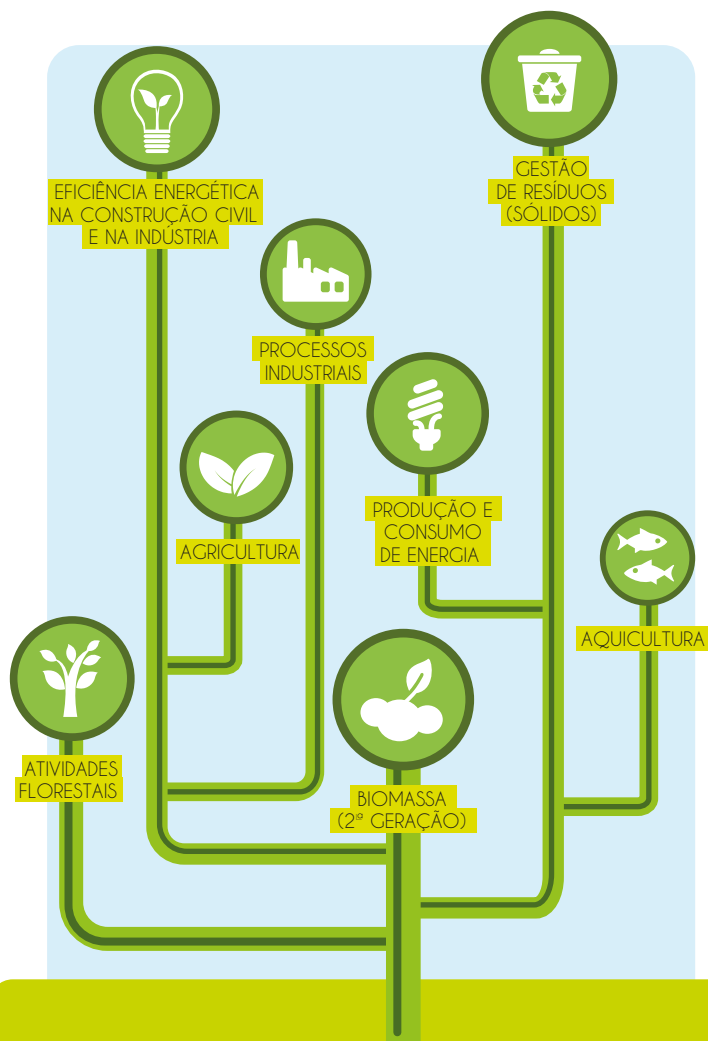 EFICIÊNCIA ENERGÉTICA
NA CONSTRUÇÃO CIVIL
E NA INDÚSTRIA
GESTÃO
DE RESÍDUOS
(SÓLIDOS)
PROCESSOS
INDUSTRIAIS
AGRICULTURA
PRODUÇÃO E
CONSUMO
DE ENERGIA
AQUICULTURA
ATIVIDADES
FLORESTAIS
BIOMASSA
(2ª GERAÇÃO)